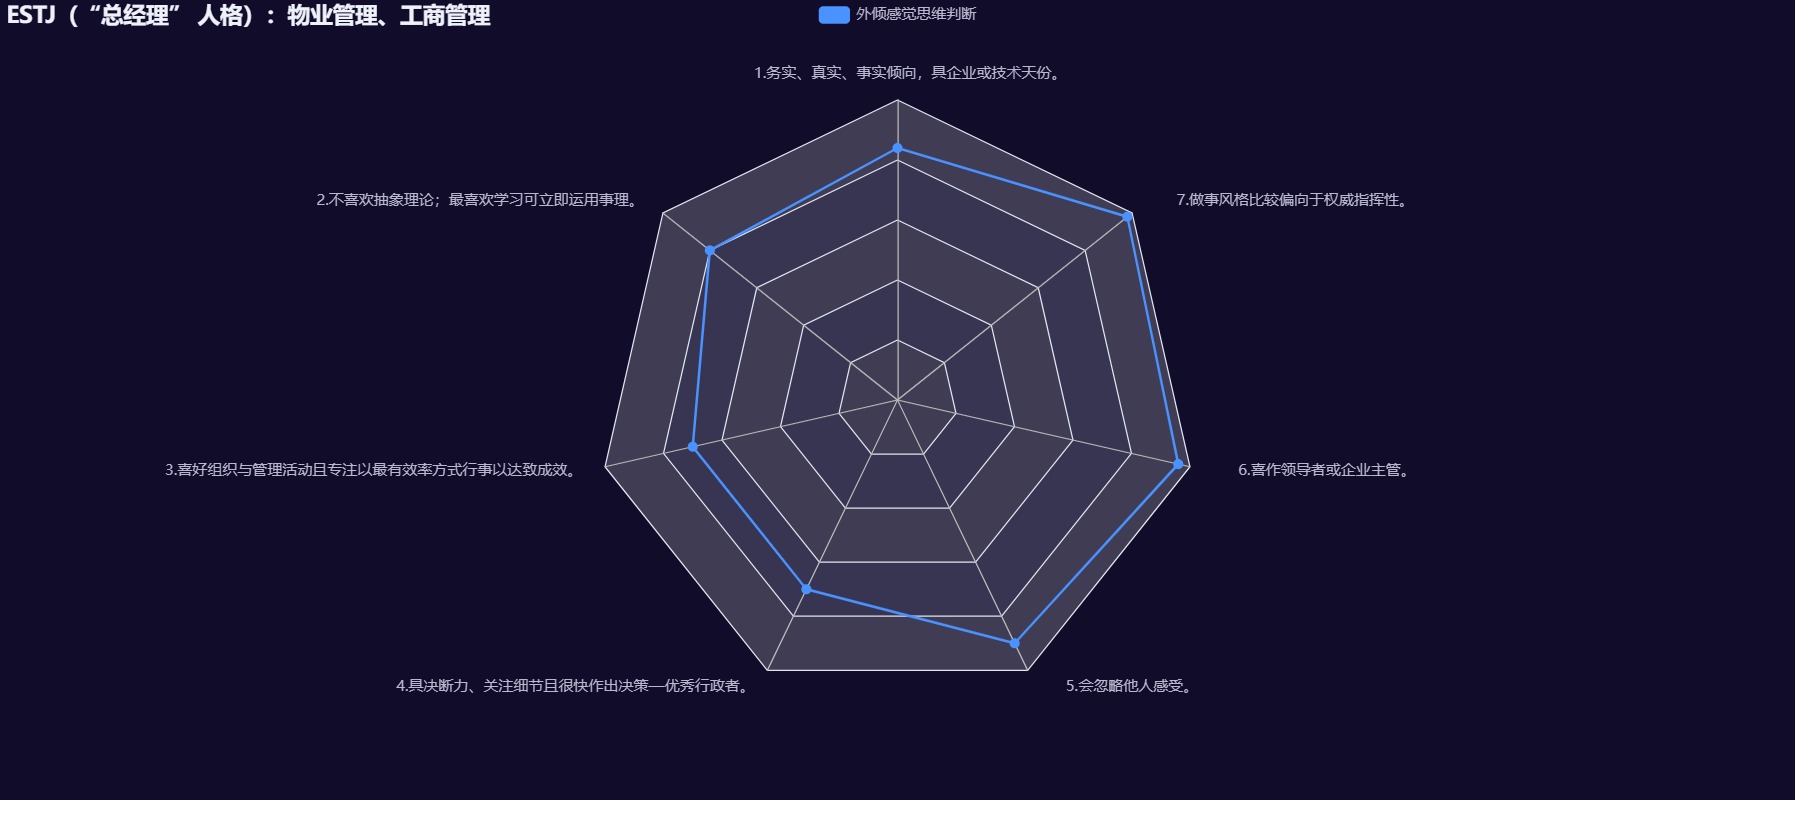 ESTJ（“总经理” 人格）：物业管理、工商管理
外倾感觉思维判断
1.务实、真实、事实倾向，具企业或技术天份。
2.不喜欢抽象理论；最喜欢学习可立即运用事理。
7.做事风格比较偏向于权威指挥性。
3.喜好组织与管理活动且专注以最有效率方式行事以达致成效。
6.喜作领导者或企业主管。
4.具决断力、关注细节且很快作出决策—优秀行政者。
5.会忽略他人感受。